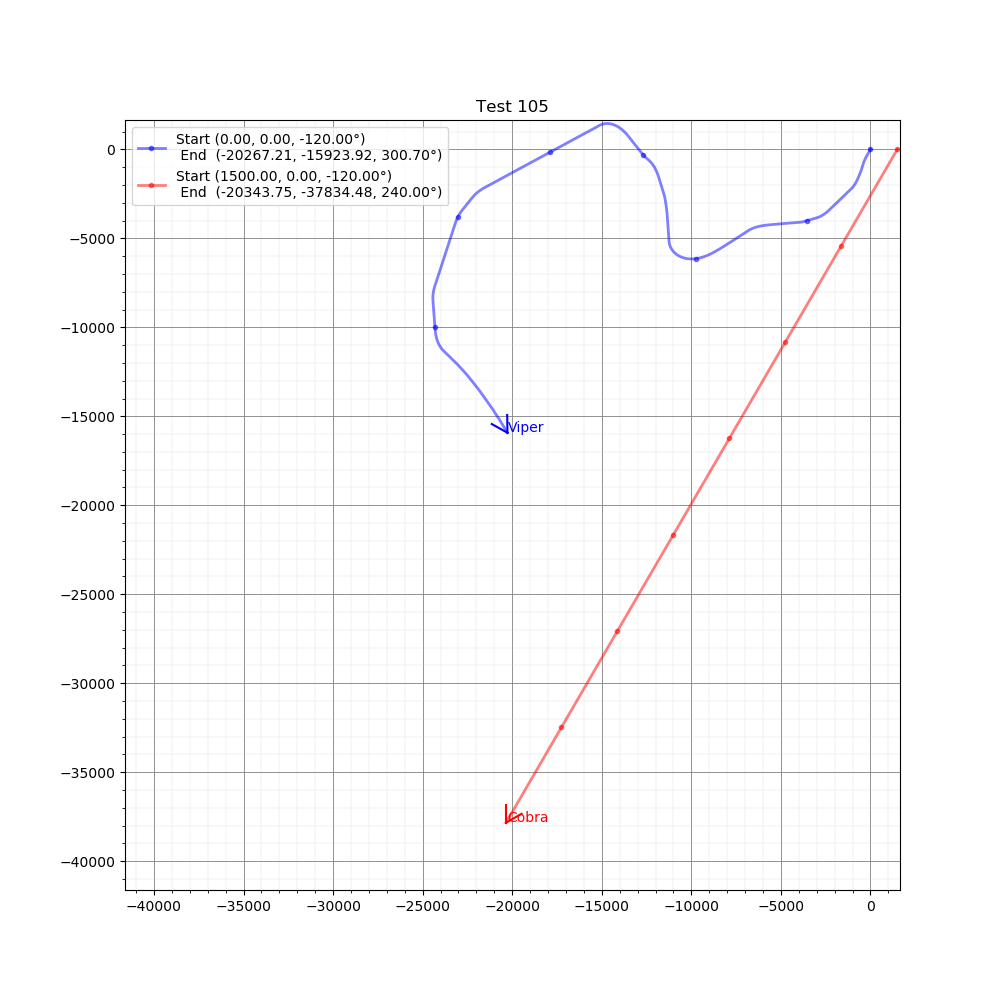 Test 105
Start (0.00, 0.00, -120.00°)
End  (-20267.21, -15923.92, 300.70°)
Start (1500.00, 0.00, -120.00°)
End  (-20343.75, -37834.48, 240.00°)
0
−5000
−10000
−15000
−20000
−25000
−30000
−35000
−40000
Viper
Cobra
−40000 −35000 −30000 −25000 −20000 −15000 −10000 −5000 0